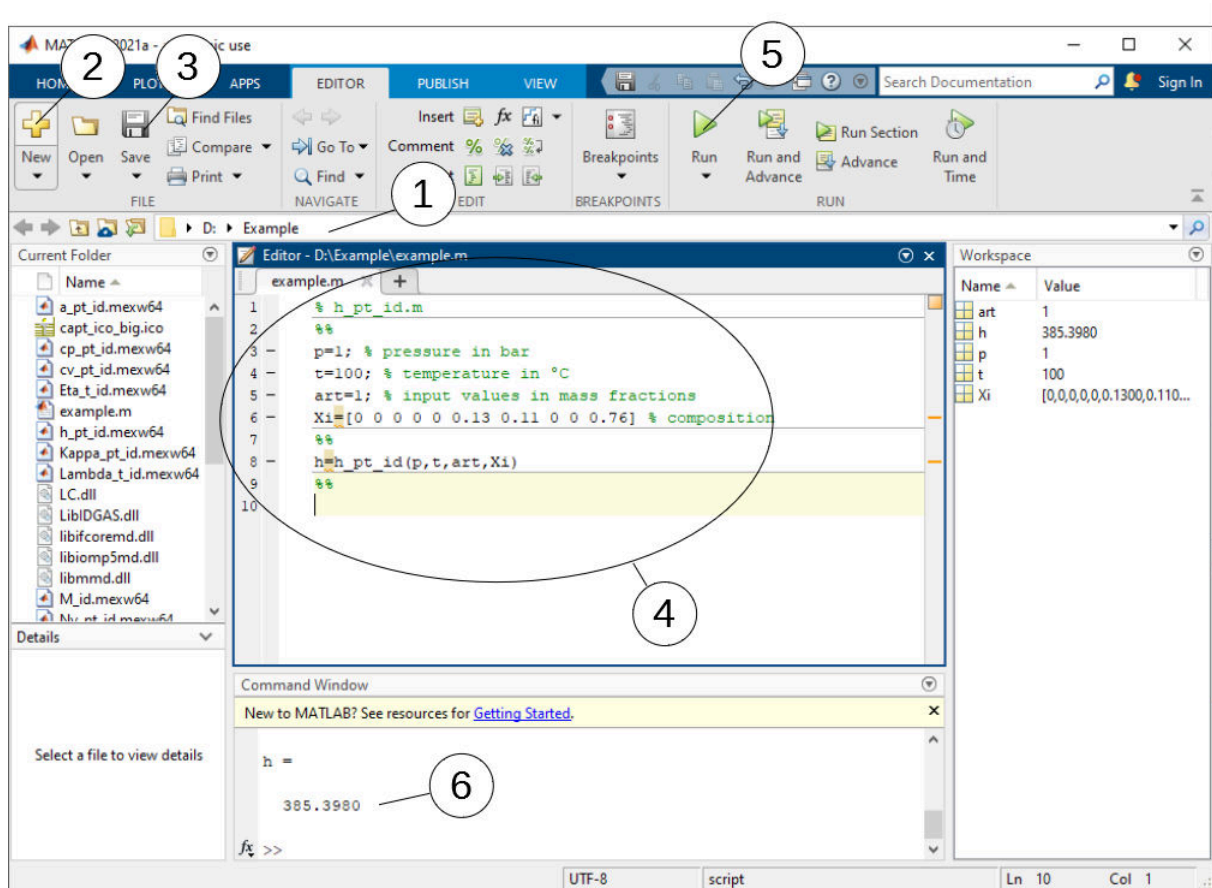 2021a - use
2
3
5
HOM PLO APPS EDITOR PUBLISH VIEW Search Documentation Sign In
New Open Save Find Files Compare Print
FILE
Go To Find
NAVIGATE
Insert fx
Comment
EDIT
Breakpoints
BREAKPOINTS
Run Run and Advance Run Section Advance Run and Time
RUN
1
D: Example
Current Folder
Name
a_pt_id.mexw64
capt_ico_big.ico
cp_pt_id.mexw64
cv_pt_id.mexw64
Eta_t_id.mexw64
example.m
h_pt_id.mexw64
Kappa_pt_id.mexw64
Lambda_t_id.mexw64
LC.dll
LibIDGAS.dll
libifcoremd.dll
libiomp5md.dll
libmmd.dll
M_id.mexw64
Details
Select a file to view details
Editor - D:\Example\example.m
example.m +
1 % h_pt_id.m
2 %%
3 – p=1; % pressure in bar
4 – t=100; % temperature in °C
5 – art=1; % input values in mass fractions
6 – Xi=[0 0 0 0 0 0.13 0.11 0 0 0.76] % composition
7 %%
8 – h=h_pt_id(p,t,art,Xi)
9 %%
10
4
Command Window
New to MATLAB? See resources for Getting Started.
h =
385.3980
6
fx >>
Workspace
Name Value
art 1
h 385.3980
p 1
t 100
Xi [0,0,0,0,0,0.1300,0.110...
UTF-8 script Ln 10 Col 1